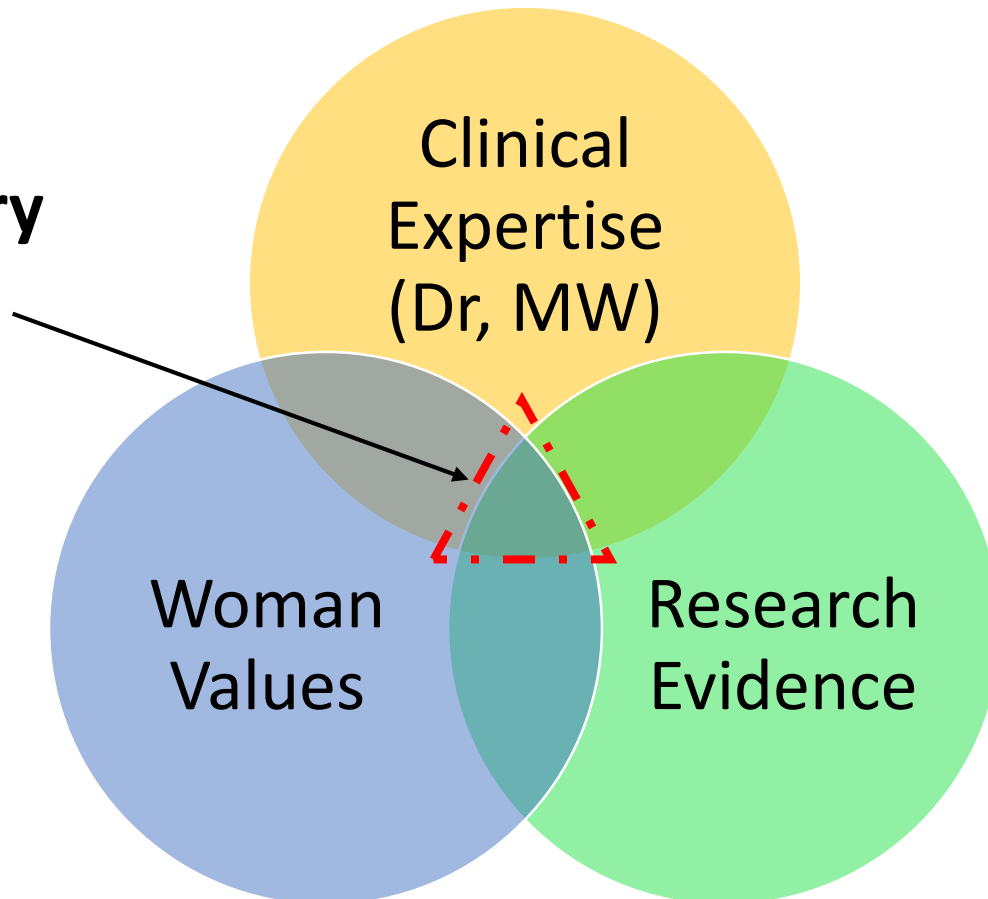 ry
Clinical
Expertise
(Dr, MW)
Woman
Values
Research
Evidence